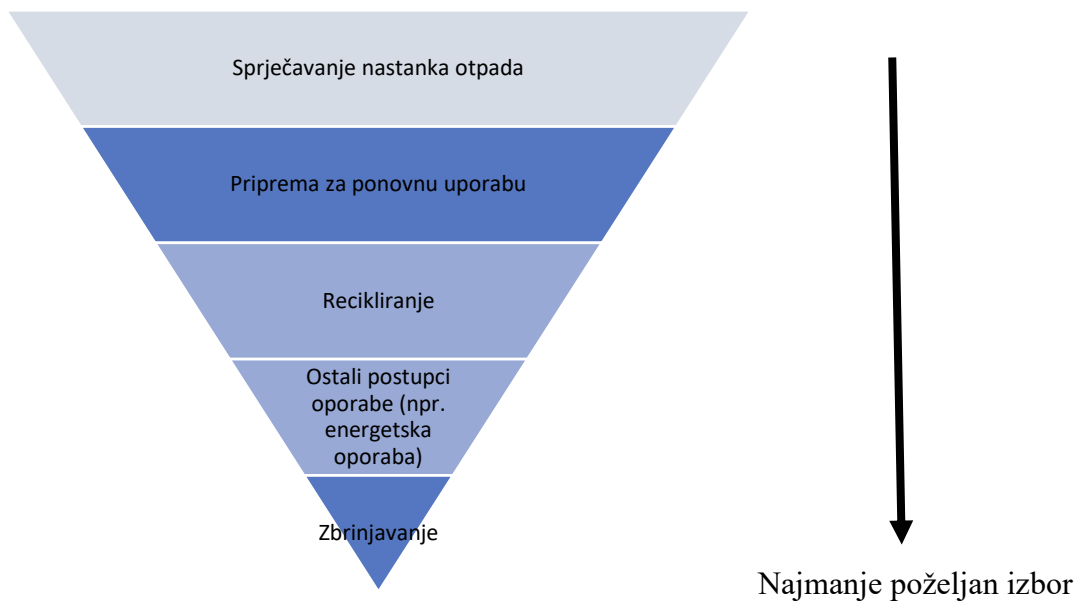 Sprječavanje nastanka otpada
Priprema za ponovnu uporabu
Recikliranje
Ostali postupci
oporabe (npr.
energetska
oporaba)
Zbrinjavanje
Najmanje poželjan izbor